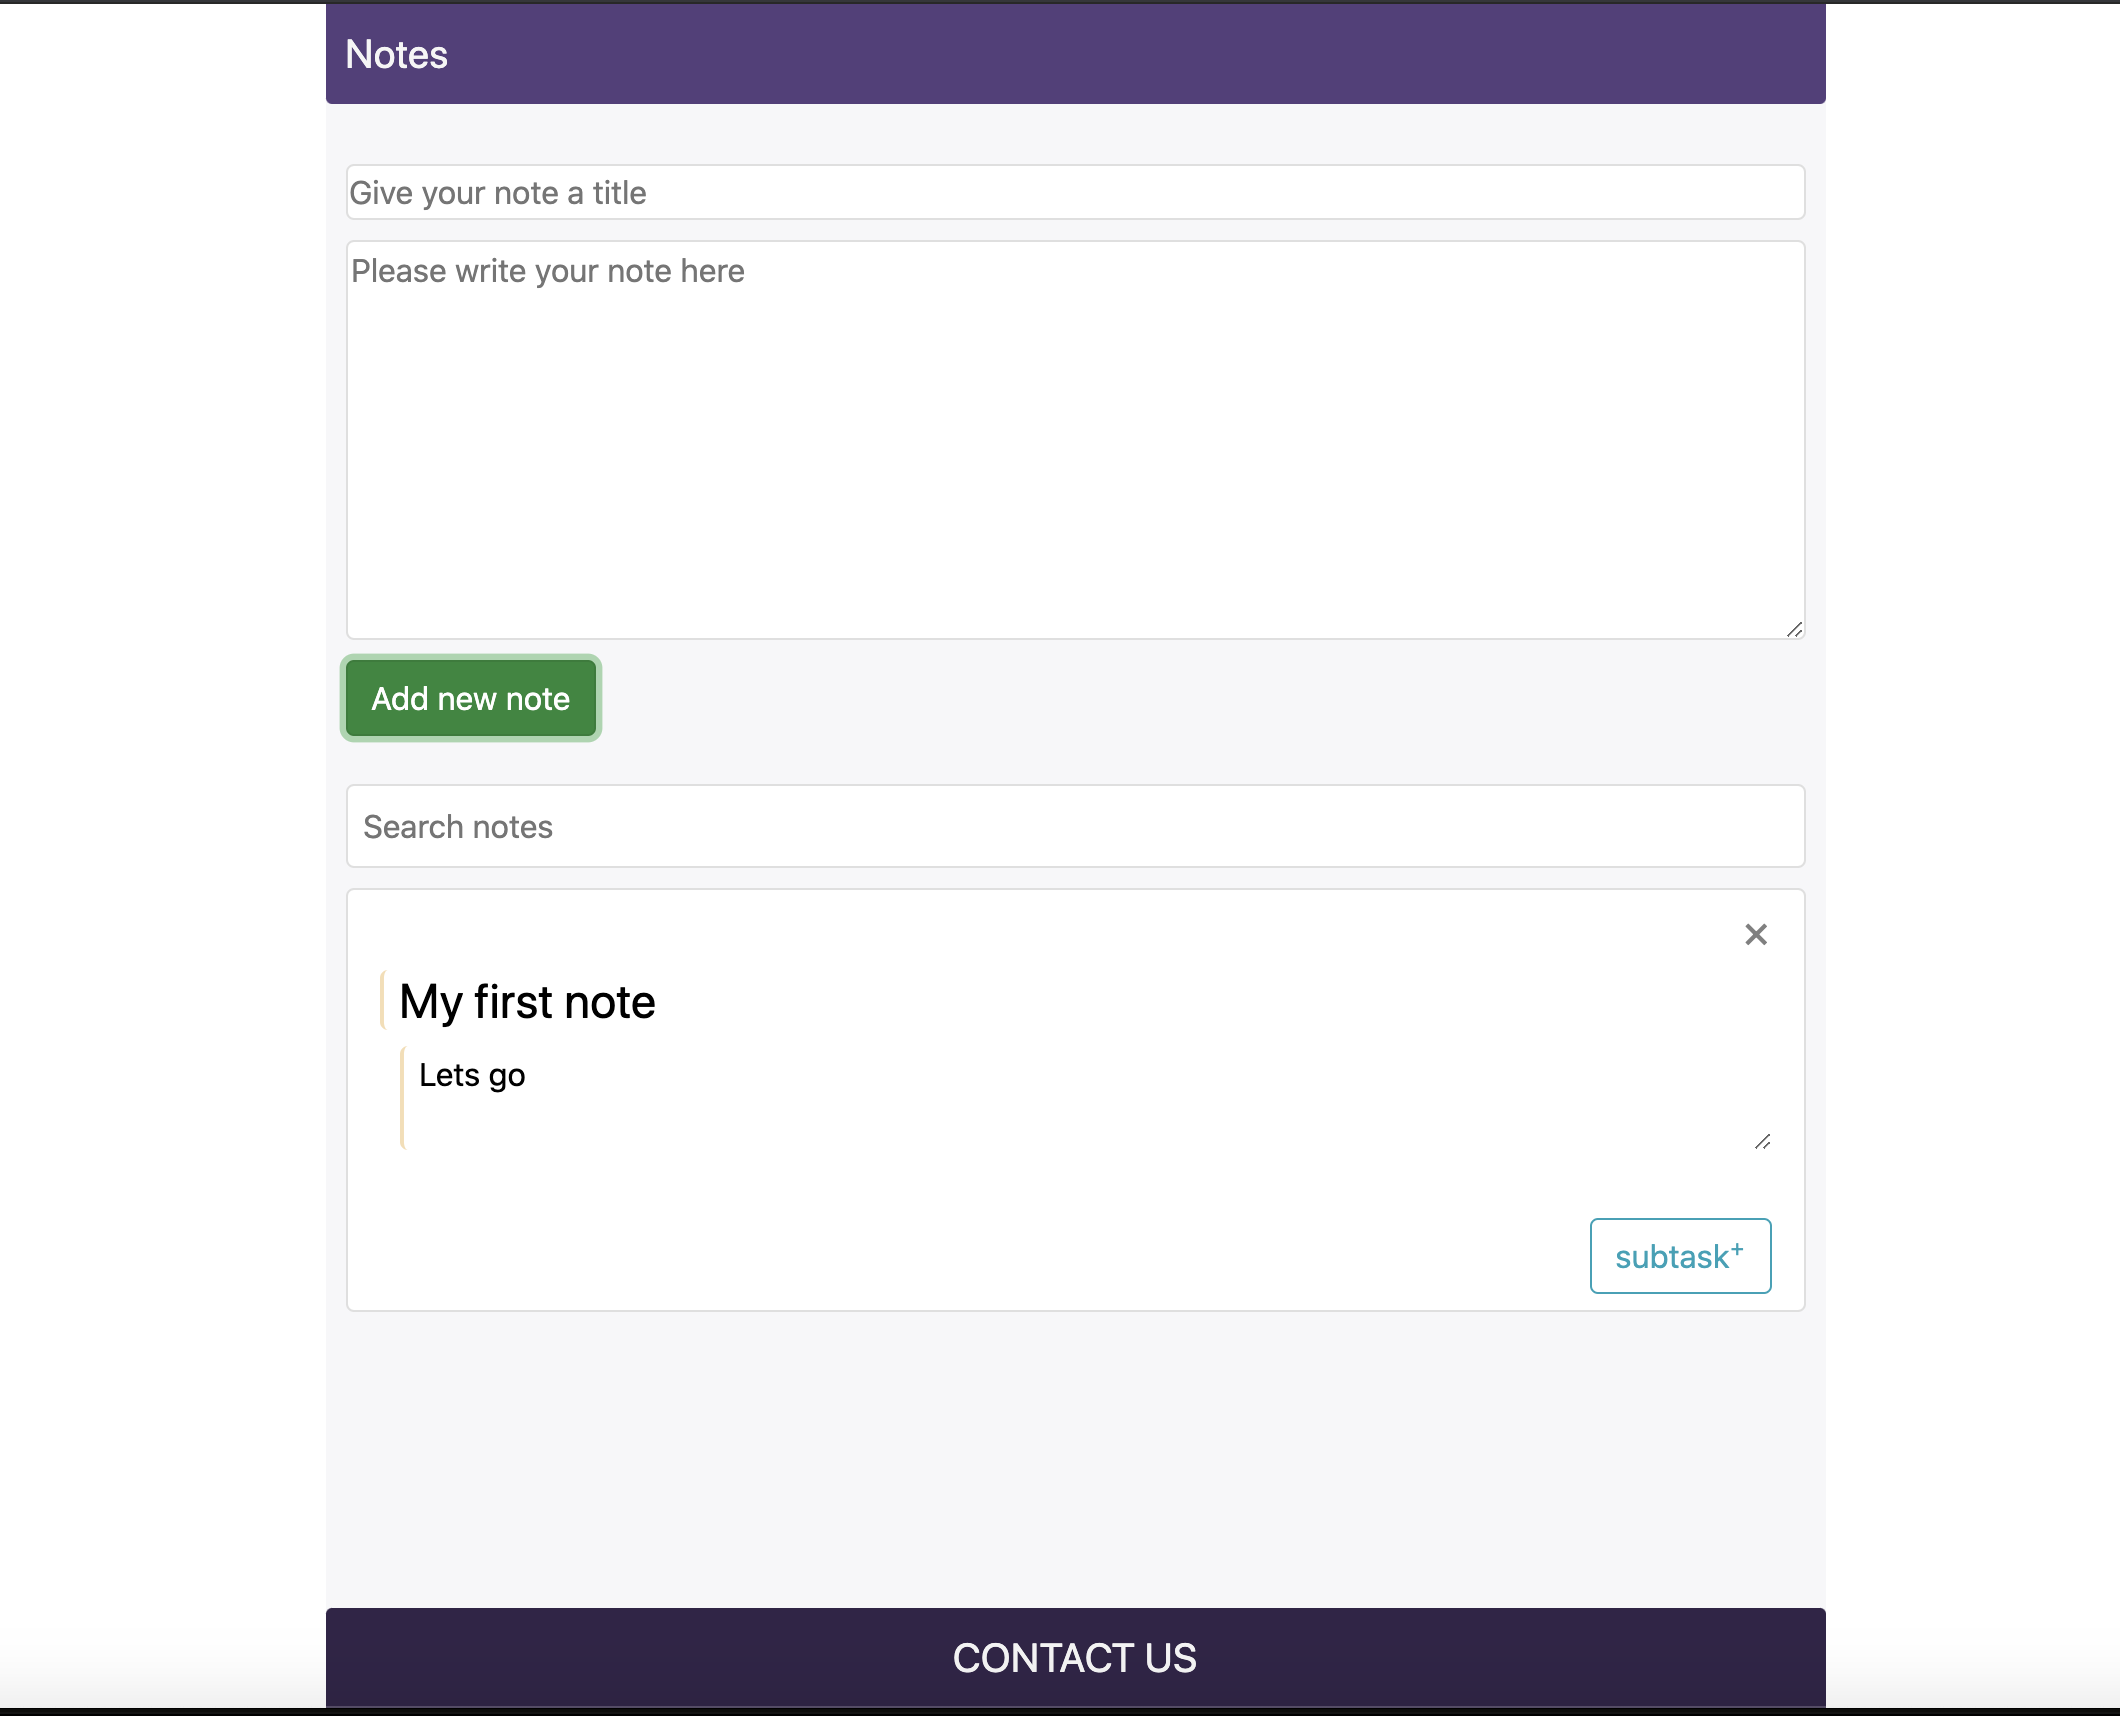 Notes
Give your note a title
Please write your note here
Add new note
Search notes
×
My first note
Lets go
subtask⁺
CONTACT US